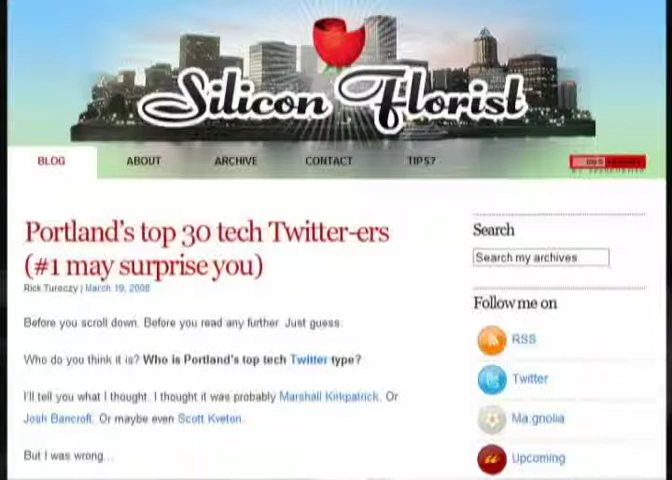 Silicon Florist
BLOG ABOUT ARCHIVE CONTACT TIPS?
Portland's top 30 tech Twitter-ers
(#1 may surprise you)
Rick Turoczy | March 19, 2008
Before you scroll down. Before you read any further. Just guess.
Who do you think it is? Who is Portland's top tech Twitter type?
I'll tell you what I thought. I thought it was probably Marshall Kirkpatrick. Or
Josh Bancroft. Or maybe even Scott Kveton.
But I was wrong...
Search
Search my archives
Follow me on
RSS
Twitter
Ma.gnolia
Upcoming